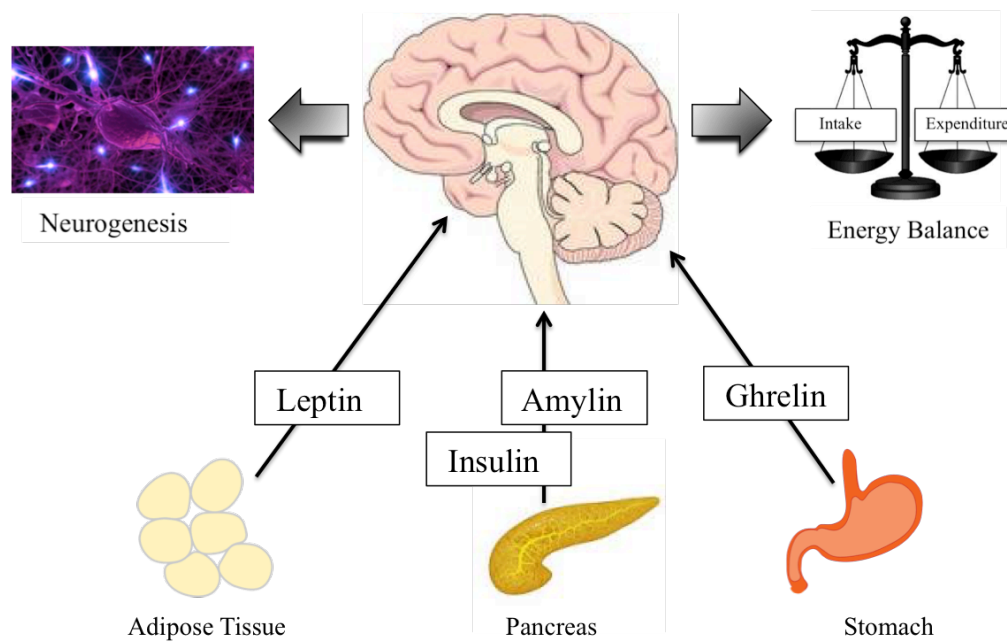 Intake
Expenditure
Neurogenesis
Energy Balance
Leptin
Amylin
Ghrelin
Insulin
Adipose Tissue
Pancreas
Stomach